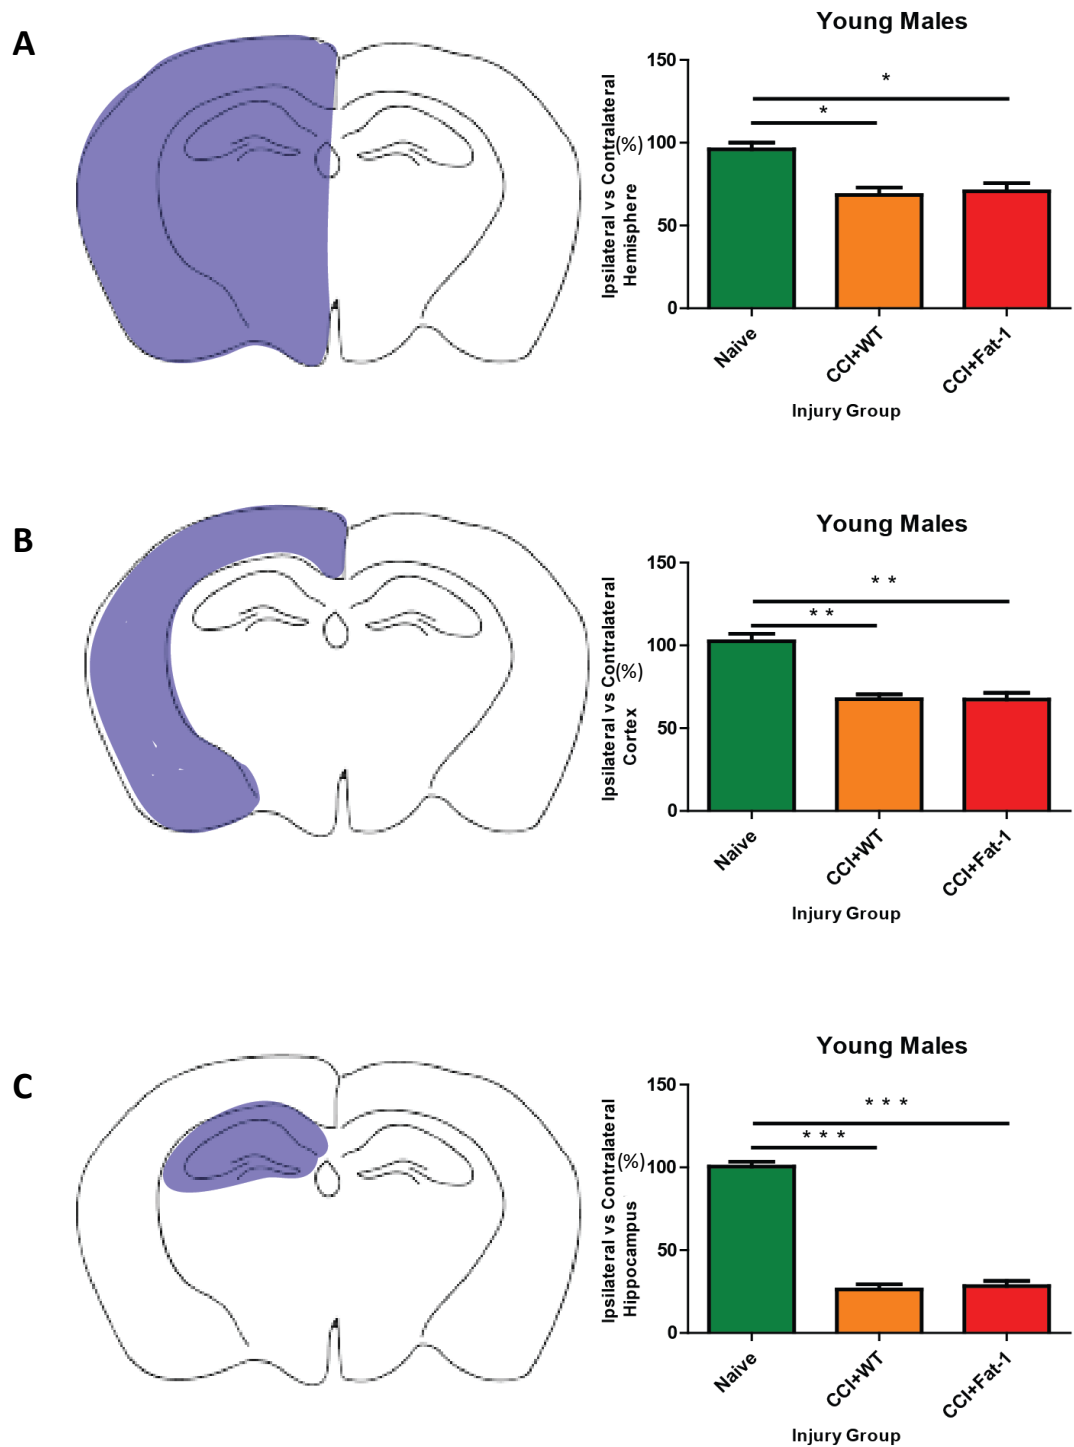 A
Young Males
Ipsilateral vs Contralateral
Hemisphere
(%)
150
100
50
0
*
*
Naive
CCI+WT
CCI+Fat-1
Injury Group
B
Young Males
Ipsilateral vs Contralateral
Cortex
(%)
150
100
50
0
* *
* *
Naive
CCI+WT
CCI+Fat-1
Injury Group
C
Young Males
Ipsilateral vs Contralateral
Hippocampus
(%)
150
100
50
0
* * *
* * *
Naive
CCI+WT
CCI+Fat-1
Injury Group